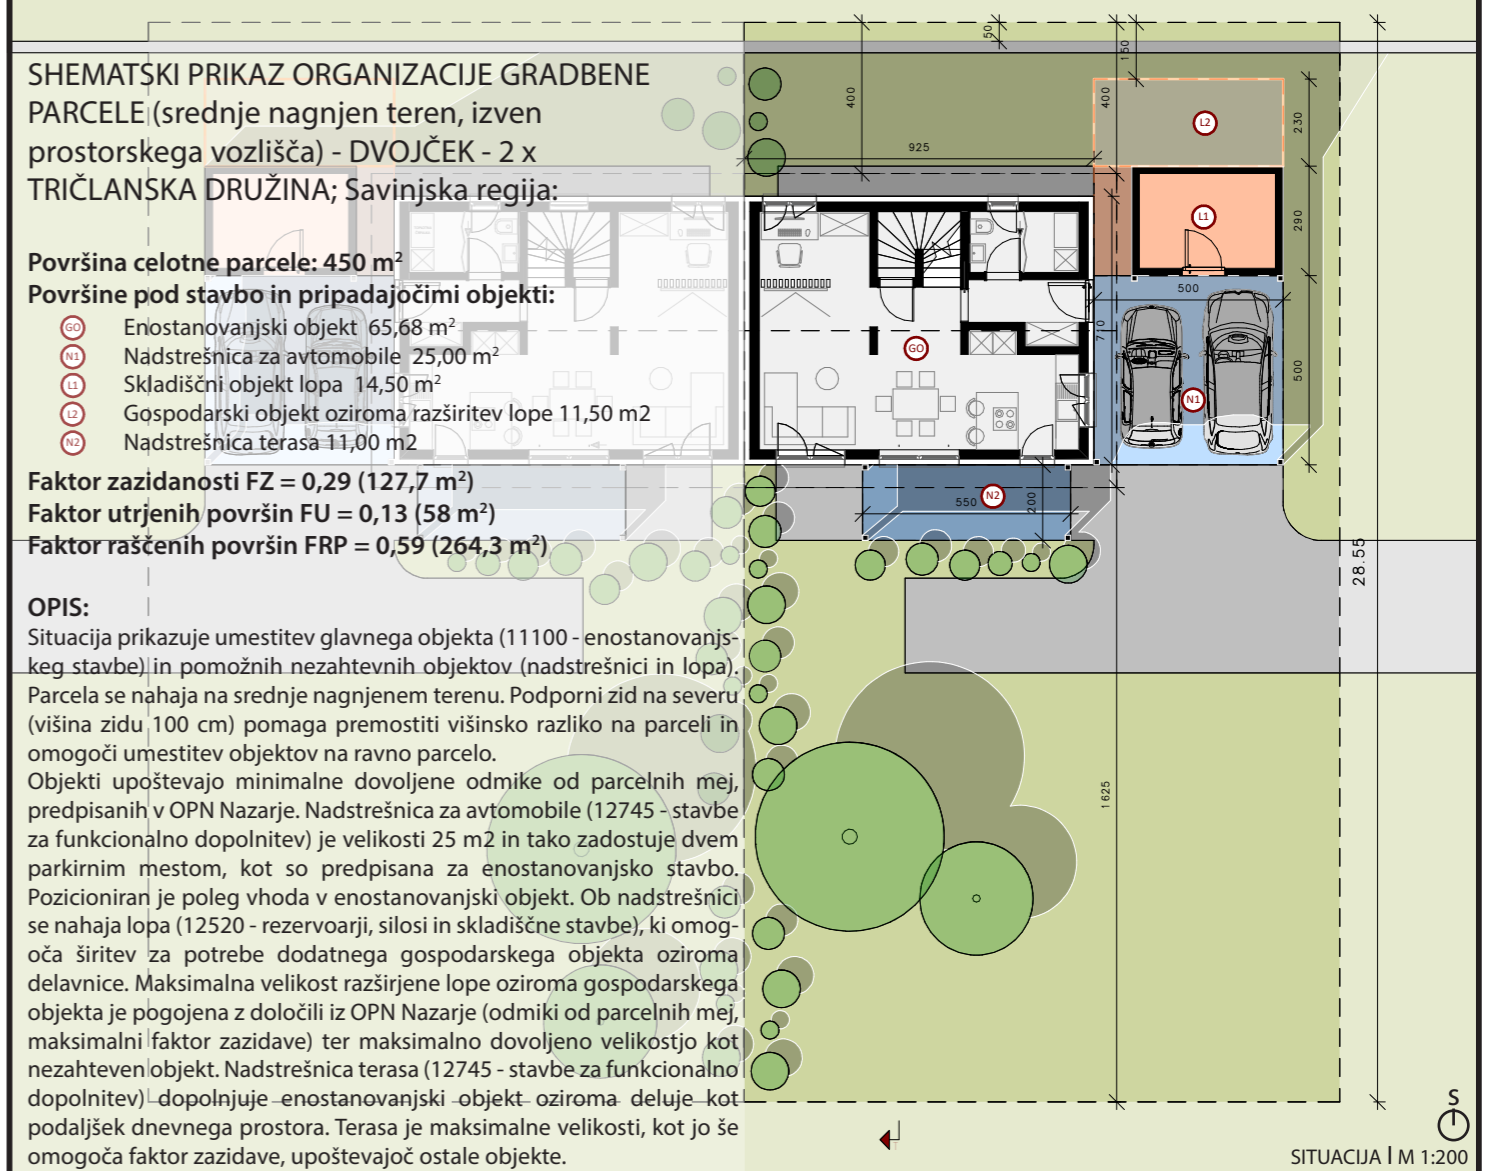 SHEMATSKI PRIKAZ ORGANIZACIJE GRADBENE
PARCELE (srednje nagnjen teren, izven
prostorskega vozlišča) - DVOJČEK - 2 x
TRIČLANSKA DRUŽINA; Savinjska regija:
Površina celotne parcele: 450 m²
Površine pod stavbo in pripadajočimi objekti:
GO Enostanovanjski objekt 65,68 m²
N1 Nadstrešnica za avtomobile 25,00 m²
L1 Skladiščni objekt lopa 14,50 m²
L2 Gospodarski objekt oziroma razširitev lope 11,50 m2
N2 Nadstrešnica terasa 11,00 m2
Faktor zazidanosti FZ = 0,29 (127,7 m²)
Faktor utrjenih površin FU = 0,13 (58 m²)
Faktor raščenih površin FRP = 0,59 (264,3 m²)
OPIS:
Situacija prikazuje umestitev glavnega objekta (11100 - enostanovanjs-
keg stavbe) in pomožnih nezahtevnih objektov (nadstrešnici in lopa).
Parcela se nahaja na srednje nagnjenem terenu. Podporni zid na severu
(višina zidu 100 cm) pomaga premostiti višinsko razliko na parceli in
omogoči umestitev objektov na ravno parcelo.
Objekti upoštevajo minimalne dovoljene odmike od parcelnih mej,
predpisanih v OPN Nazarje. Nadstrešnica za avtomobile (12745 - stavbe
za funkcionalno dopolnitev) je velikosti 25 m2 in tako zadostuje dvem
parkirnim mestom, kot so predpisana za enostanovanjsko stavbo.
Pozicioniran je poleg vhoda v enostanovanjski objekt. Ob nadstrešnici
se nahaja lopa (12520 - rezervoarji, silosi in skladiščne stavbe), ki omog-
oča širitev za potrebe dodatnega gospodarskega objekta oziroma
delavnice. Maksimalna velikost razširjene lope oziroma gospodarskega
objekta je pogojena z določili iz OPN Nazarje (odmiki od parcelnih mej,
maksimalni faktor zazidave) ter maksimalno dovoljeno velikostjo kot
nezahteven objekt. Nadstrešnica terasa (12745 - stavbe za funkcionalno
dopolnitev) dopolnjuje enostanovanjski objekt oziroma deluje kot
podaljšek dnevnega prostora. Terasa je maksimalne velikosti, kot jo še
omogoča faktor zazidave, upoštevajoč ostale objekte.
50
150
400
400
925
L2
230
L1
290
500
710
GO
N1
500
550
N2
200
28.55
1625
S
SITUACIJA I M 1:200